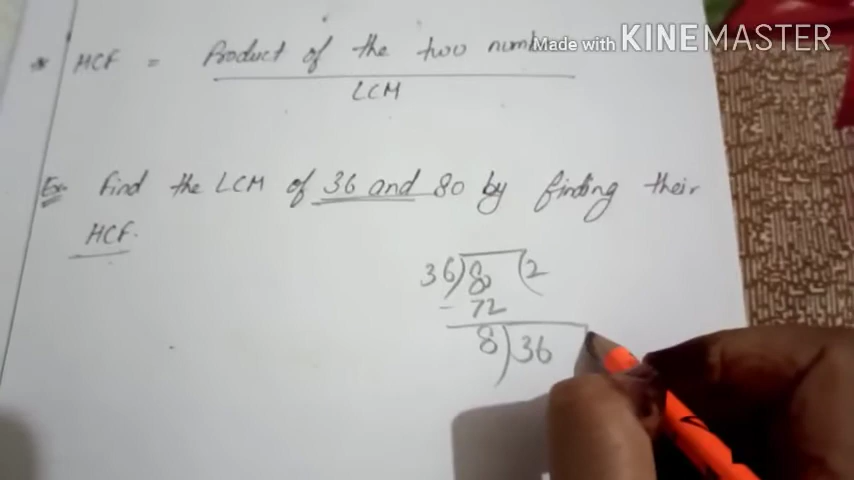 Made with KINEMASTER
* HCF = Product of the two
LCM
Ex. Find the LCM of 36 and 80 by finding their
HCF.
36) 80 (2
- 72
8) 36